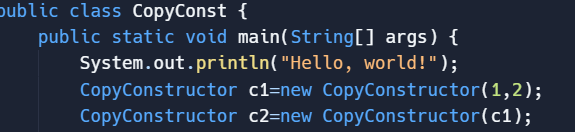 public class CopyConst {
    public static void main(String[] args) {
        System.out.println("Hello, world!");
        CopyConstructor c1=new CopyConstructor(1,2);
        CopyConstructor c2=new CopyConstructor(c1);